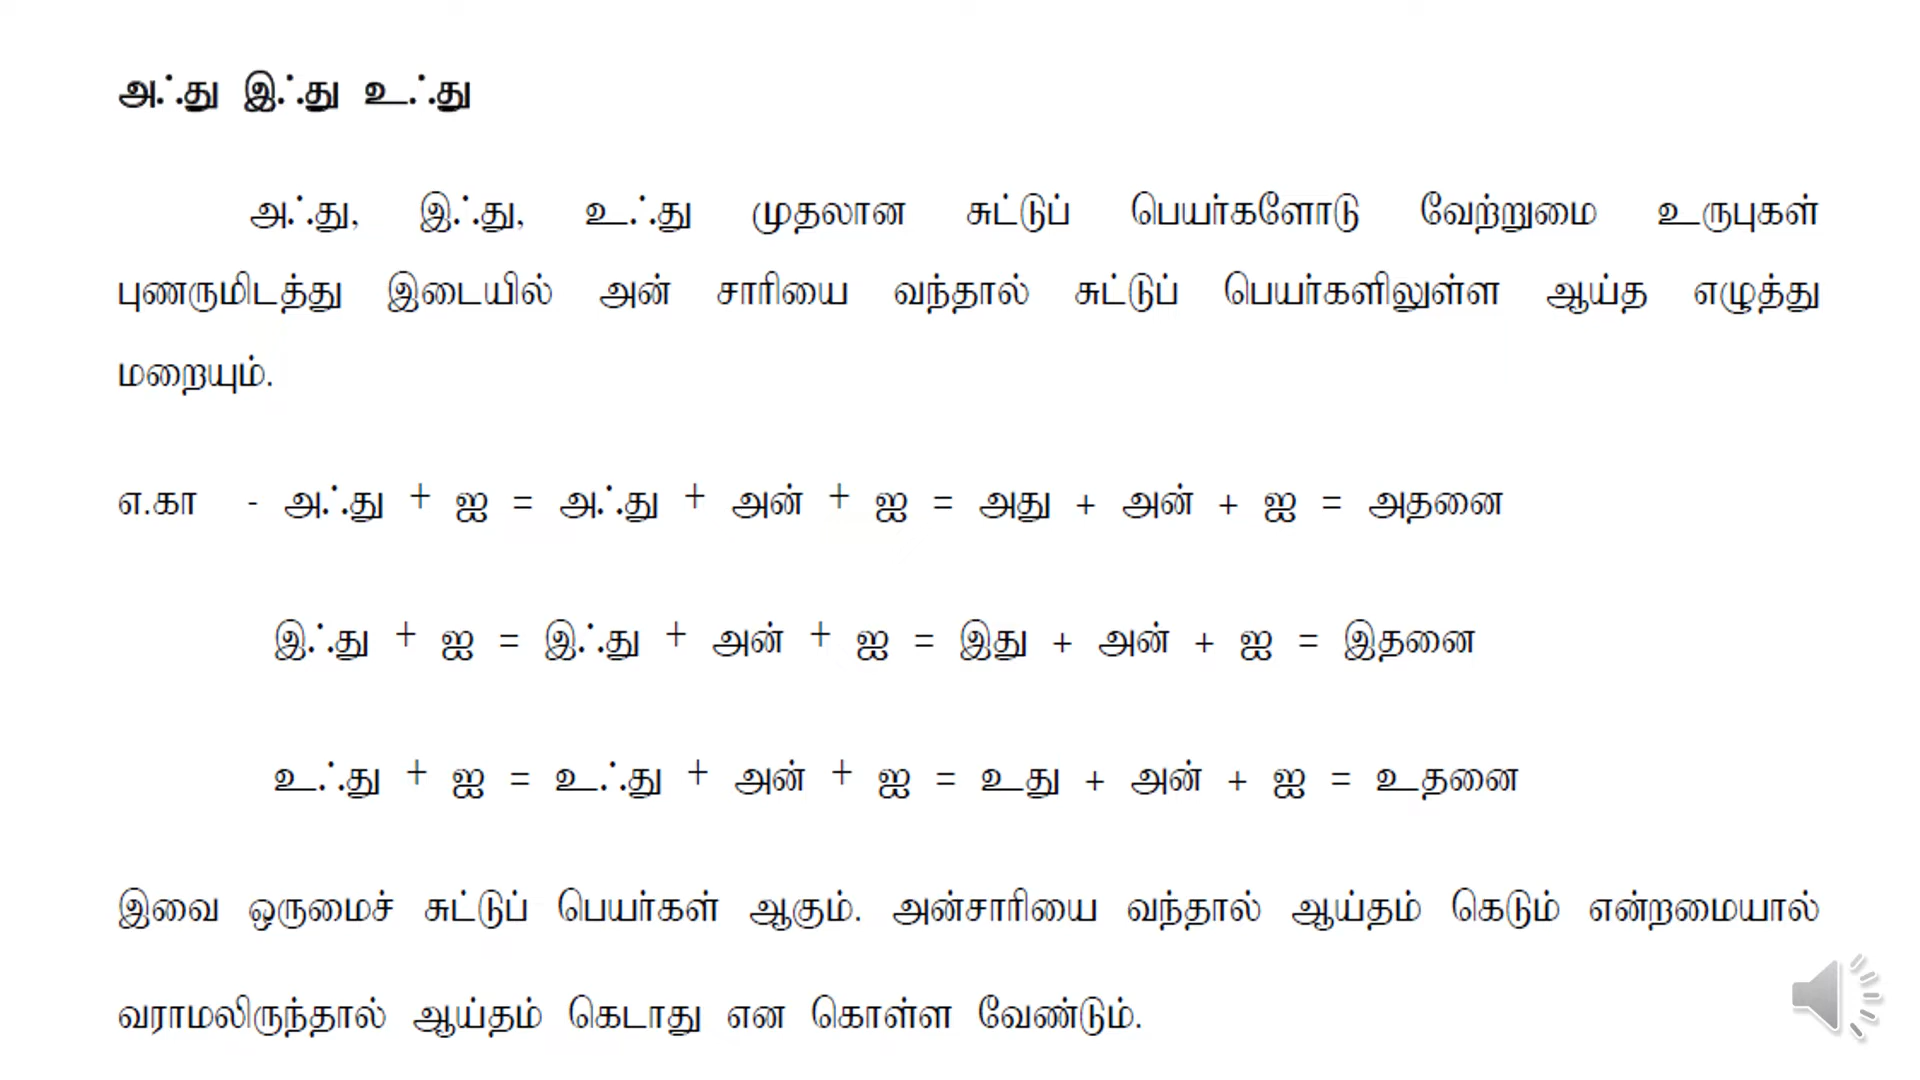 அஃது இஃது உஃது
அஃது, இஃது, உஃது முதலான சுட்டுப் பெயர்களோடு வேற்றுமை உருபுகள்
புணருமிடத்து இடையில் அன் சாரியை வந்தால் சுட்டுப் பெயர்களிலுள்ள ஆய்த எழுத்து
மறையும்.
எ.கா - அஃது + ஐ = அஃது + அன் + ஐ = அது + அன் + ஐ = அதனை
இஃது + ஐ = இஃது + அன் + ஐ = இது + அன் + ஐ = இதனை
உஃது + ஐ = உஃது + அன் + ஐ = உது + அன் + ஐ = உதனை
இவை ஒருமைச் சுட்டுப் பெயர்கள் ஆகும். அன்சாரியை வந்தால் ஆய்தம் கெடும் என்றமையால்
வராமலிருந்தால் ஆய்தம் கெடாது என கொள்ள வேண்டும்.